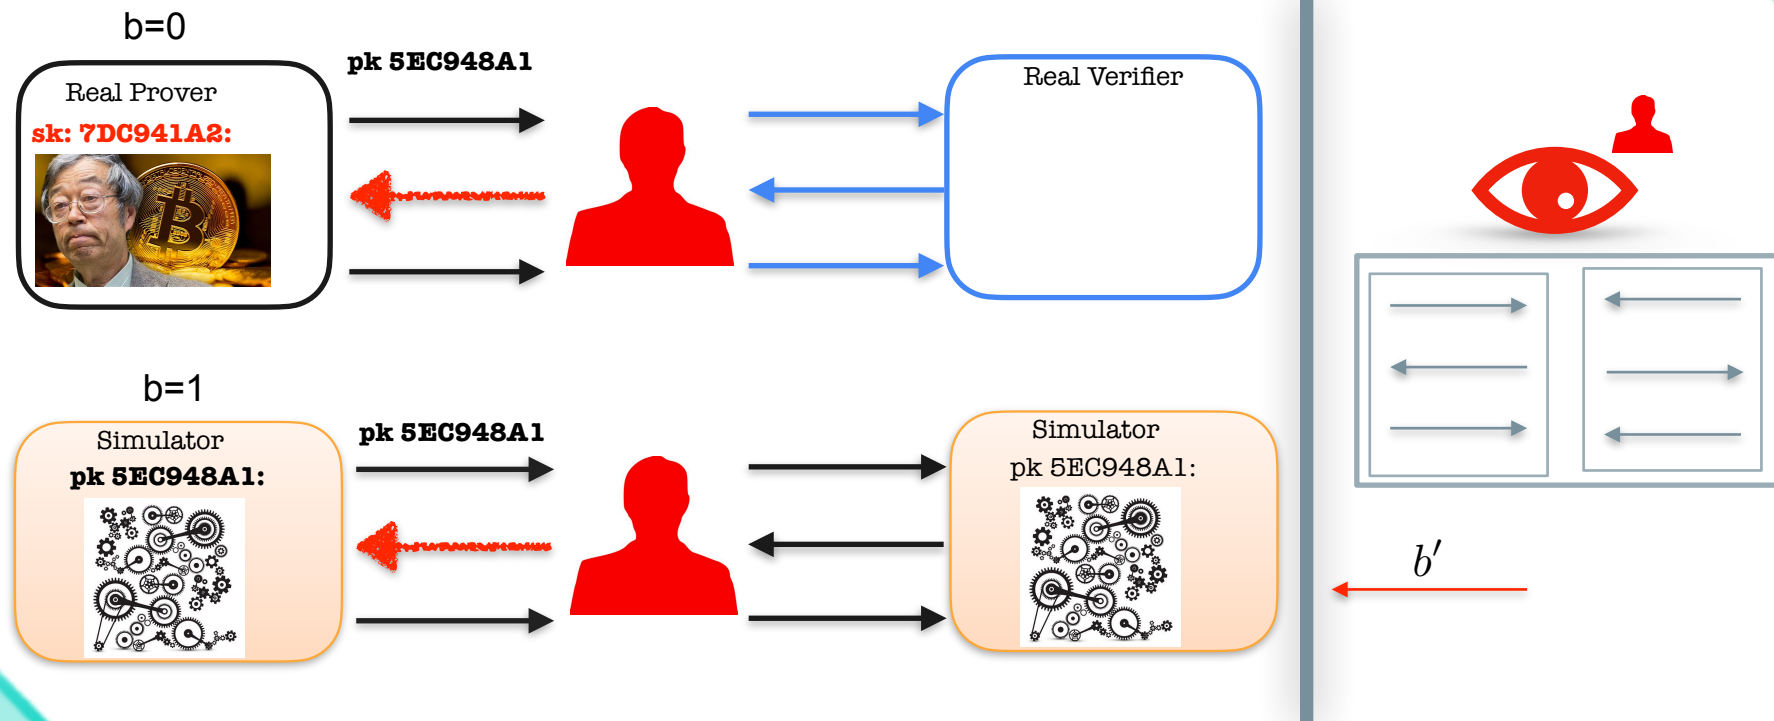 b=0
pk 5EC948A1
Real Prover
sk: 7DC941A2:
Real Verifier
b=1
Simulator
pk 5EC948A1:
pk 5EC948A1
Simulator
pk 5EC948A1:
b′